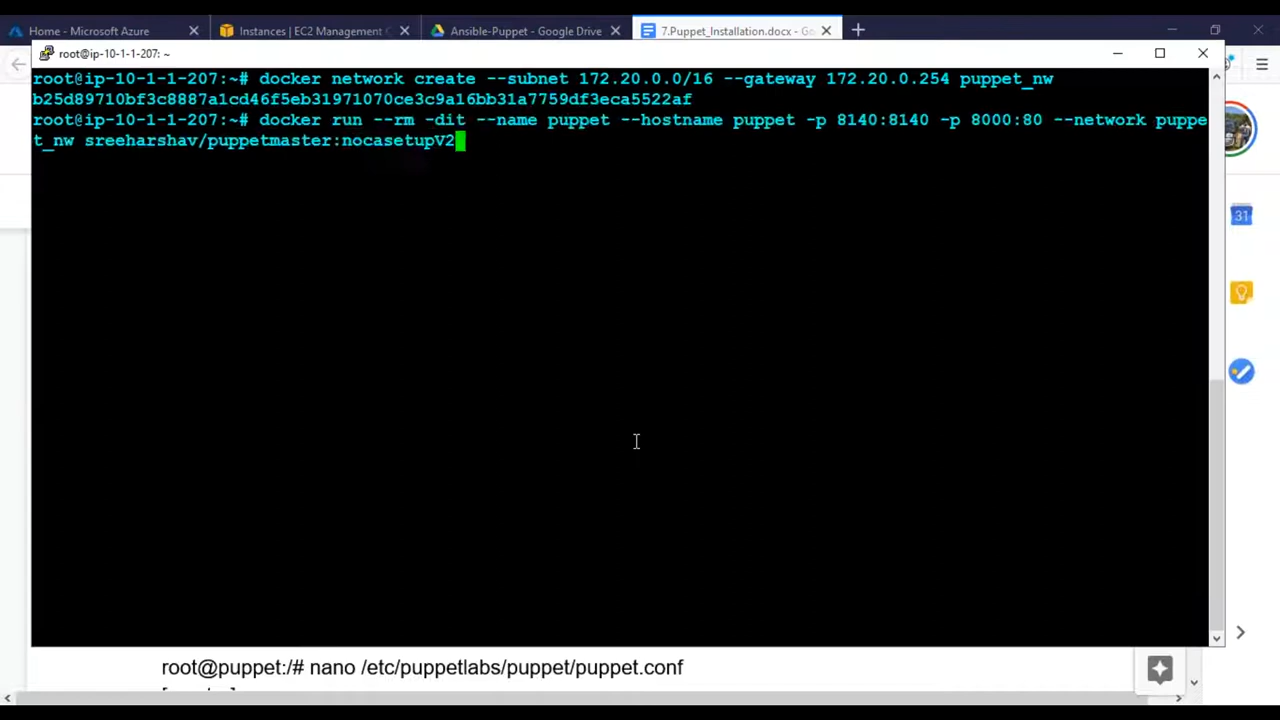 Home - Microsoft Azure
Instances | EC2 Management C
Ansible-Puppet - Google Drive
7.Puppet_Installation.docx - Go
root@ip-10-1-1-207: ~
root@ip-10-1-1-207:~# docker network create --subnet 172.20.0.0/16 --gateway 172.20.0.254 puppet_nw
b25d89710bf3c8887a1cd46f5eb31971070ce3c9a16bb31a7759df3eca5522af
root@ip-10-1-1-207:~# docker run --rm -dit --name puppet --hostname puppet -p 8140:8140 -p 8000:80 --network puppe
t_nw sreeharshav/puppetmaster:nocasetupV2
31
root@puppet:/# nano /etc/puppetlabs/puppet/puppet.conf